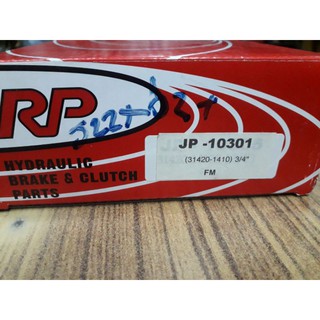 RP
HYDRAULIC
BRAKE & CLUTCH
PARTS
JP -10301
(31420-1410) 3/4"
FM